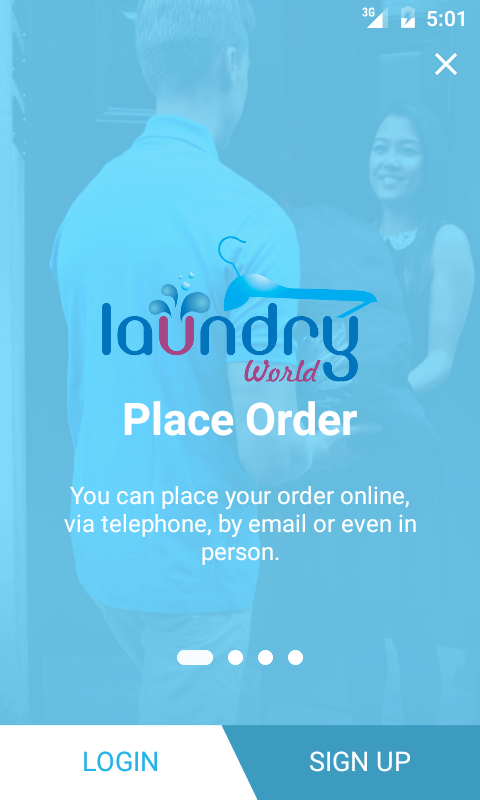 3G 5:01
laundry
World
Place Order
You can place your order online,
via telephone, by email or even in
person.
LOGIN SIGN UP